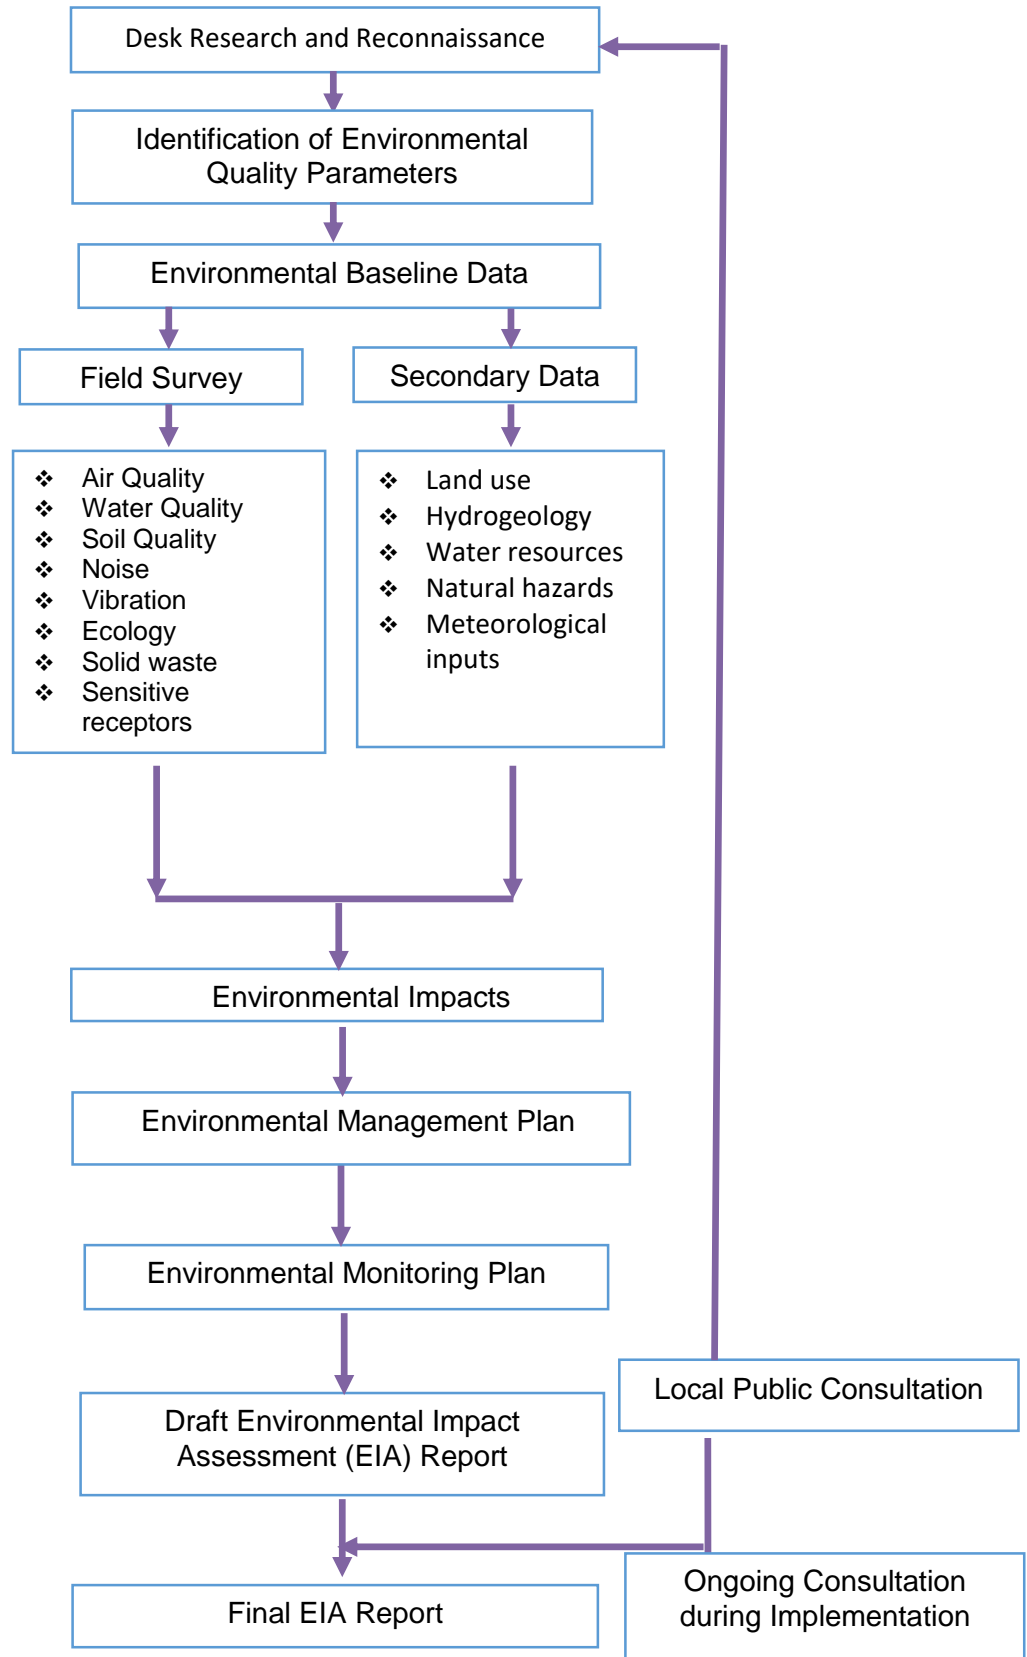 Desk Research and Reconnaissance
Identification of Environmental
Quality Parameters
Environmental Baseline Data
Field Survey
Secondary Data
❖ Air Quality
❖ Water Quality
❖ Soil Quality
❖ Noise
❖ Vibration
❖ Ecology
❖ Solid waste
❖ Sensitive
receptors
❖ Land use
❖ Hydrogeology
❖ Water resources
❖ Natural hazards
❖ Meteorological
inputs
Environmental Impacts
Environmental Management Plan
Environmental Monitoring Plan
Local Public Consultation
Draft Environmental Impact
Assessment (EIA) Report
Ongoing Consultation
during Implementation
Final EIA Report